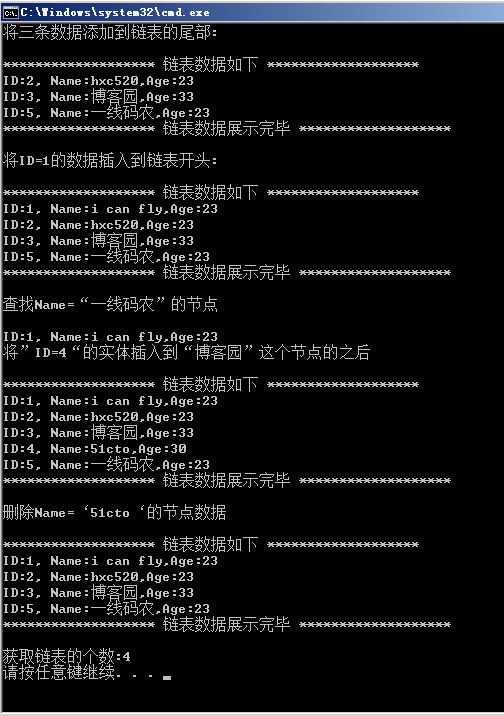 C:\Windows\system32\cmd.exe
将三条数据添加到链表的尾部:
******************* 链表数据如下 *******************
ID:2, Name:hxc520,Age:23
ID:3, Name:博客园,Age:33
ID:5, Name:一线码农,Age:23
******************* 链表数据展示完毕 *******************
将ID=1的数据插入到链表开头:
******************* 链表数据如下 *******************
ID:1, Name:i can fly,Age:23
ID:2, Name:hxc520,Age:23
ID:3, Name:博客园,Age:33
ID:5, Name:一线码农,Age:23
******************* 链表数据展示完毕 *******************
查找Name=“一线码农”的节点
ID:1, Name:i can fly,Age:23
将”ID=4“的实体插入到“博客园”这个节点的之后
******************* 链表数据如下 *******************
ID:1, Name:i can fly,Age:23
ID:2, Name:hxc520,Age:23
ID:3, Name:博客园,Age:33
ID:4, Name:51cto,Age:30
ID:5, Name:一线码农,Age:23
******************* 链表数据展示完毕 *******************
删除Name=‘51cto‘的节点数据
******************* 链表数据如下 *******************
ID:1, Name:i can fly,Age:23
ID:2, Name:hxc520,Age:23
ID:3, Name:博客园,Age:33
ID:5, Name:一线码农,Age:23
******************* 链表数据展示完毕 *******************
获取链表的个数:4
请按任意键继续. . .